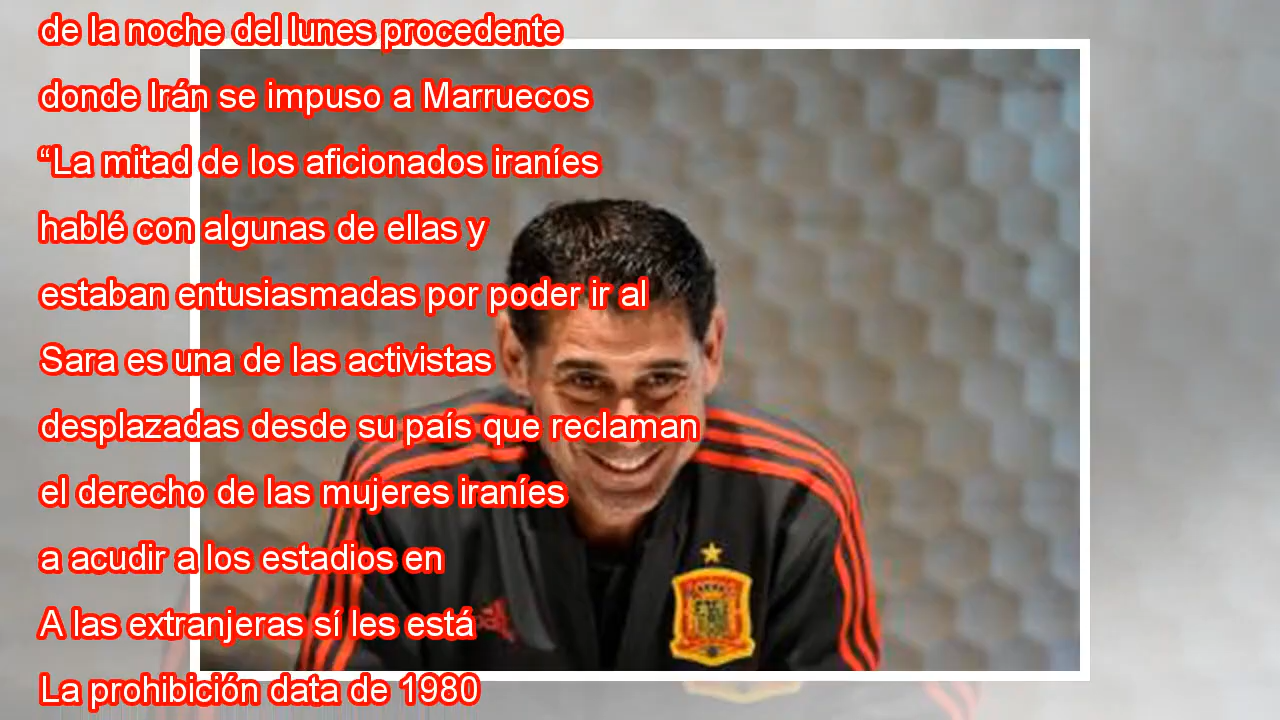 de la noche del lunes procedente
donde Irán se impuso a Marruecos
“La mitad de los aficionados iraníes
hablé con algunas de ellas y
estaban entusiasmadas por poder ir al
Sara es una de las activistas
desplazadas desde su país que reclaman
el derecho de las mujeres iraníes
a acudir a los estadios en
A las extranjeras sí les está
La prohibición data de 1980